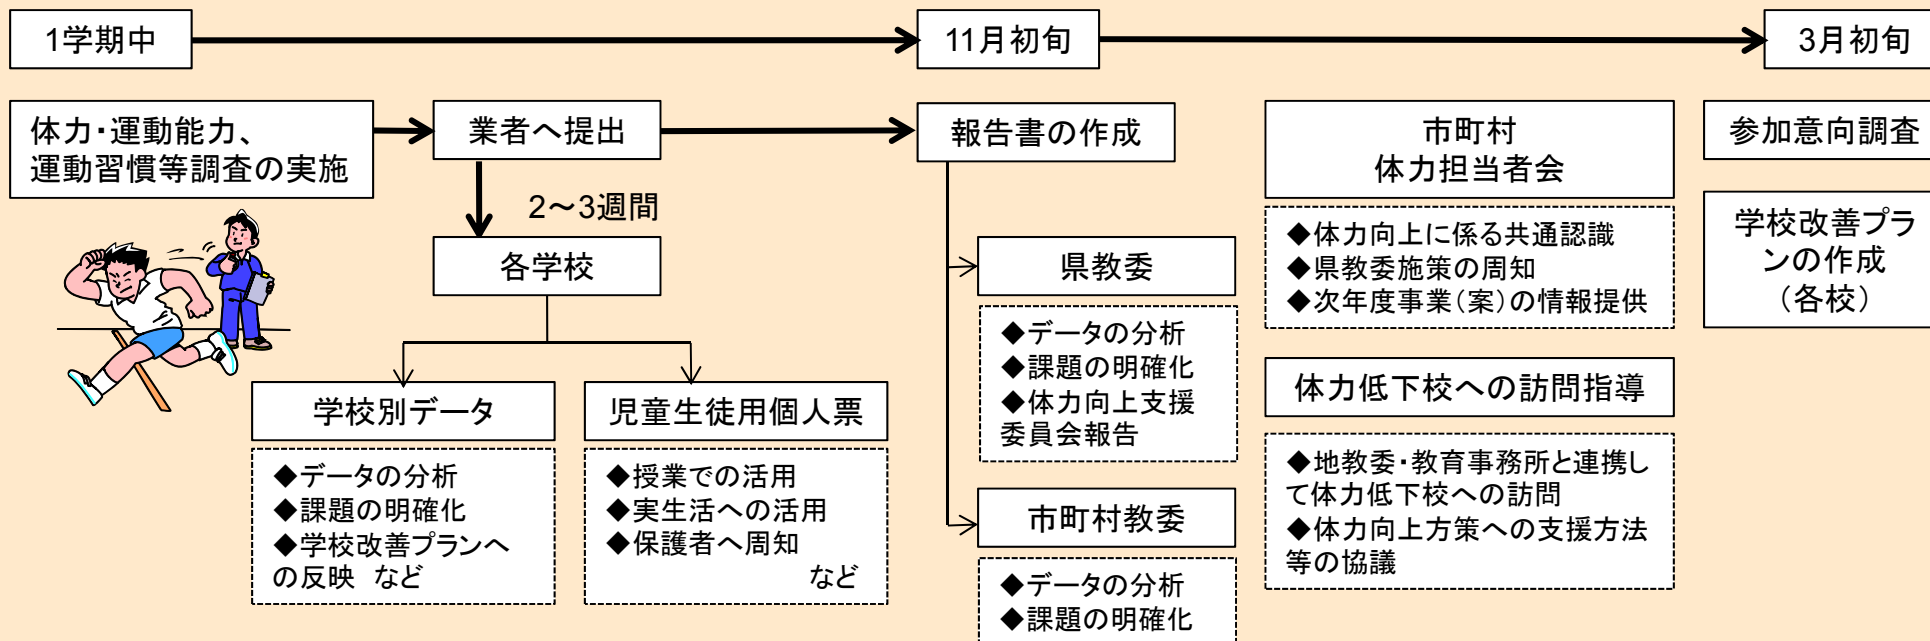 1学期中
11月初旬
3月初旬
体力・運動能力、
運動習慣等調査の実施
業者へ提出
報告書の作成
市町村
体力担当者会
参加意向調査
2～3週間
各学校
学校別データ
◆データの分析
◆課題の明確化
◆学校改善プランへ
の反映 など
児童生徒用個人票
◆授業での活用
◆実生活への活用
◆保護者へ周知
など
県教委
◆データの分析
◆課題の明確化
◆体力向上支援
委員会報告
市町村教委
◆データの分析
◆課題の明確化
◆体力向上に係る共通認識
◆県教委施策の周知
◆次年度事業（案）の情報提供
体力低下校への訪問指導
◆地教委・教育事務所と連携し
て体力低下校への訪問
◆体力向上方策への支援方法
等の協議
学校改善プラ
ンの作成
（各校）